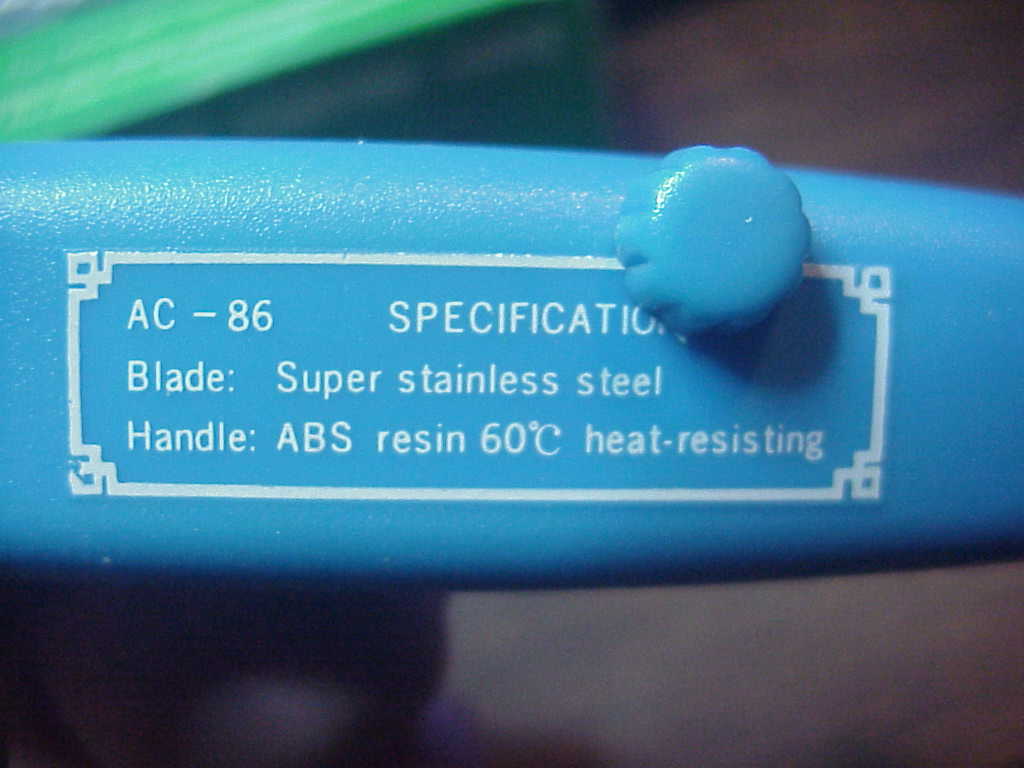 AC - 86 SPECIFICATIO
Blade: Super stainless steel
Handle: ABS resin 60℃ heat-resisting